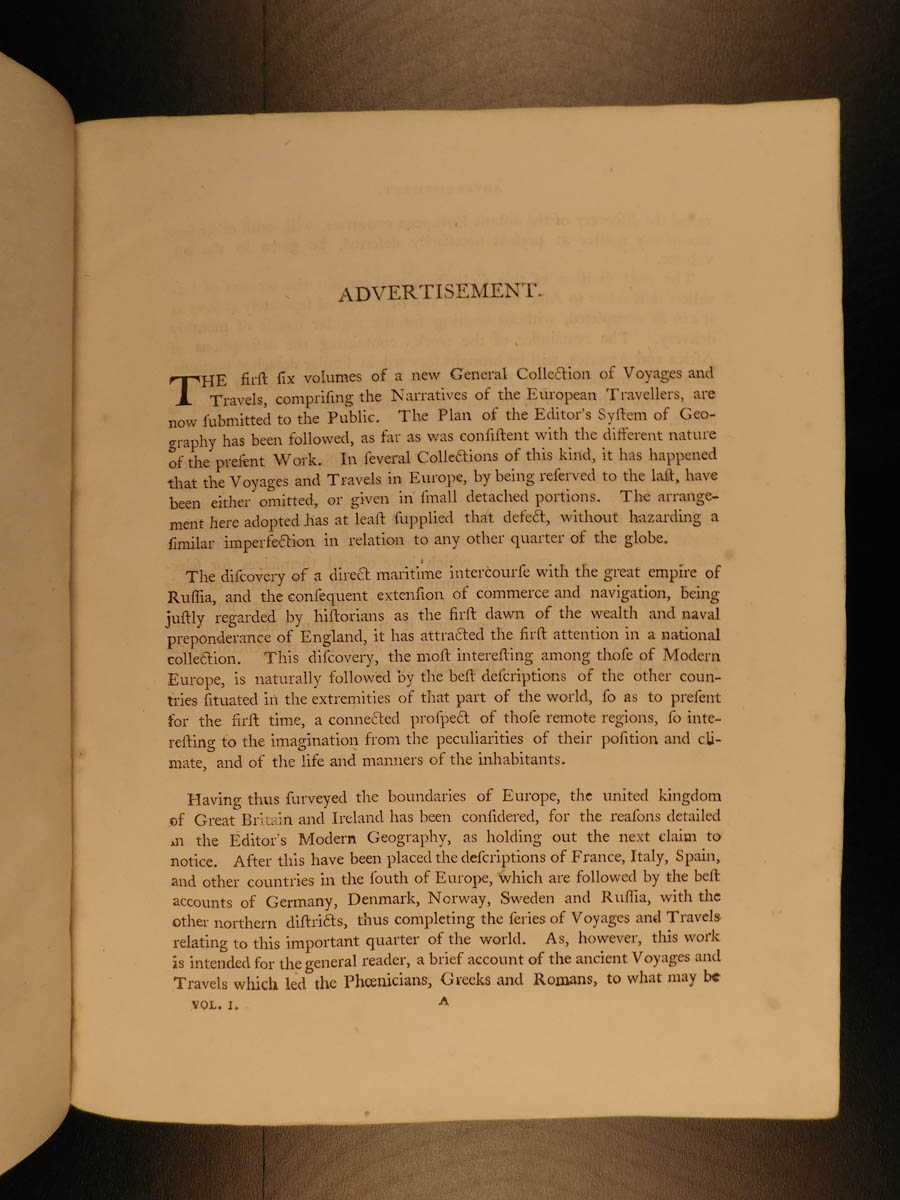 ADVERTISEMENT.
THE firſt ſix volumes of a new General Collection of Voyages and
Travels, compriſing the Narratives of the European Travellers, are
now ſubmitted to the Public. The Plan of the Editor's Syſtem of Geo-
graphy has been followed, as far as was conſiſtent with the different nature
of the preſent Work. In ſeveral Collections of this kind, it has happened
that the Voyages and Travels in Europe, by being reſerved to the laſt, have
been either omitted, or given in ſmall detached portions. The arrange-
ment here adopted has at leaſt ſupplied that defect, without hazarding a
ſimilar imperfection in relation to any other quarter of the globe.
The diſcovery of a direct maritime intercourſe with the great empire of
Ruſſia, and the conſequent extenſion of commerce and navigation, being
juſtly regarded by hiſtorians as the firſt dawn of the wealth and naval
preponderance of England, it has attracted the firſt attention in a national
collection. This diſcovery, the moſt intereſting among thoſe of Modern
Europe, is naturally followed by the beſt deſcriptions of the other coun-
tries ſituated in the extremities of that part of the world, ſo as to preſent
for the firſt time, a connected proſpect of thoſe remote regions, ſo inte-
reſting to the imagination from the peculiarities of their poſition and cli-
mate, and of the life and manners of the inhabitants.
Having thus ſurveyed the boundaries of Europe, the united kingdom
of Great Britain and Ireland has been conſidered, for the reaſons detailed
in the Editor's Modern Geography, as holding out the next claim to
notice. After this have been placed the deſcriptions of France, Italy, Spain,
and other countries in the ſouth of Europe, which are followed by the beſt
accounts of Germany, Denmark, Norway, Sweden and Ruſſia, with the
other northern diſtricts, thus completing the ſeries of Voyages and Travels
relating to this important quarter of the world. As, however, this work
is intended for the general reader, a brief account of the ancient Voyages and
Travels which led the Phœnicians, Greeks and Romans, to what may be
VOL. I. A